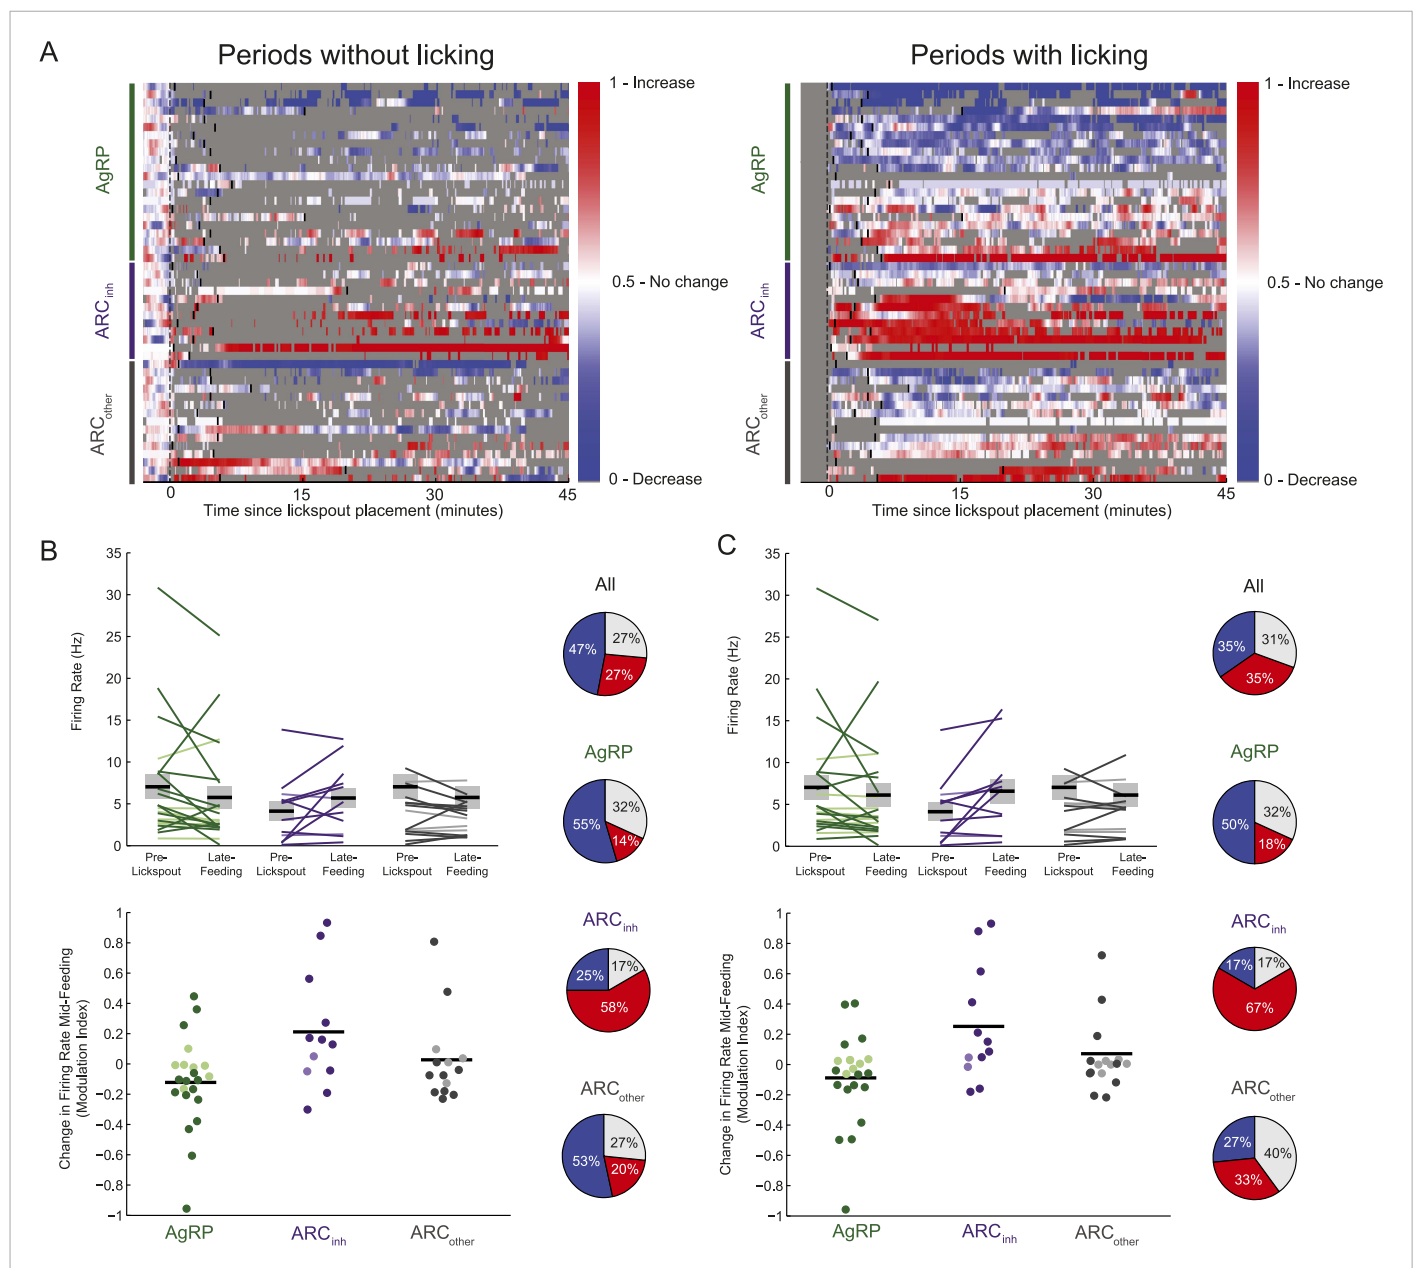 A
Periods without licking
Periods with licking
AgRP
ARCinh
ARCother
1 - Increase
0.5 - No change
0 - Decrease
0 15 30 45
Time since lickspout placement (minutes)
AgRP
ARCinh
ARCother
1 - Increase
0.5 - No change
0 - Decrease
0 15 30 45
Time since lickspout placement (minutes)
B
35
30
25
20
15
10
5
0
Firing Rate (Hz)
Pre-Lickspout
Late-Feeding
Pre-Lickspout
Late-Feeding
Pre-Lickspout
Late-Feeding
All
47%
27%
27%
AgRP
55%
32%
14%
ARCinh
25%
17%
58%
ARCother
53%
27%
20%
1
0.8
0.6
0.4
0.2
0
−0.2
−0.4
−0.6
−0.8
−1
Change in Firing Rate Mid-Feeding
(Modulation Index)
AgRP
ARCinh
ARCother
C
35
30
25
20
15
10
5
0
Firing Rate (Hz)
Pre-Lickspout
Late-Feeding
Pre-Lickspout
Late-Feeding
Pre-Lickspout
Late-Feeding
All
35%
31%
35%
AgRP
50%
32%
18%
ARCinh
17%
17%
67%
ARCother
27%
40%
33%
1
0.8
0.6
0.4
0.2
0
−0.2
−0.4
−0.6
−0.8
−1
Change in Firing Rate Mid-Feeding
(Modulation Index)
AgRP
ARCinh
ARCother